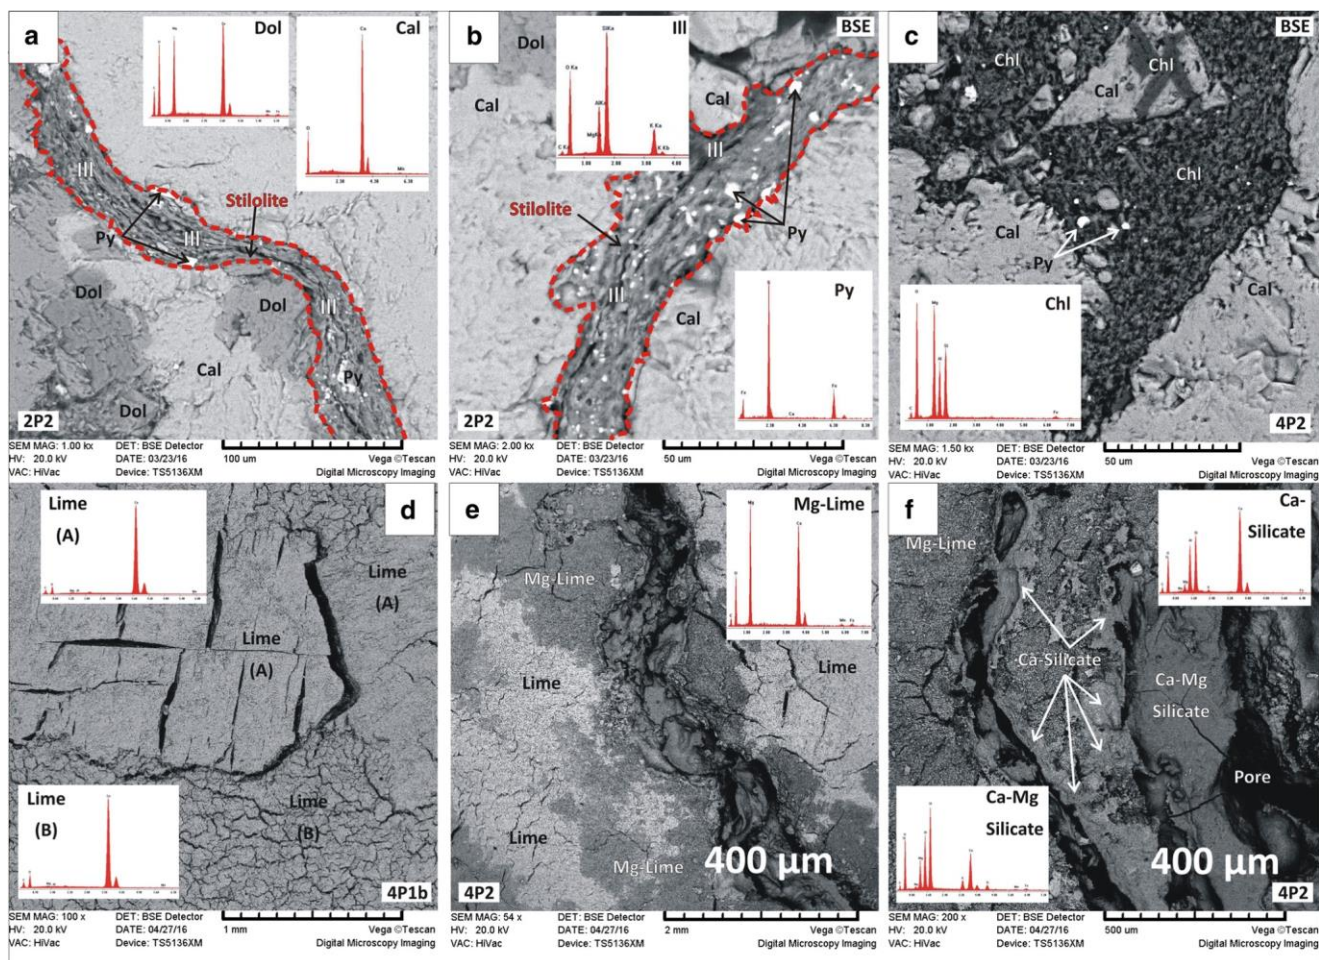 a
Dol
Cal
Ill
Stilolite
Py
Ill
Ill
Dol
Dol
Cal
Py
Dol
2P2
SEM MAG: 1.00 kx
DET: BSE Detector
HV: 20.0 kV
DATE: 03/23/16
100 um
Vega ©Tescan
VAC: HiVac
Device: TS5136XM
Digital Microscopy Imaging
b
Ill
BSE
Dol
Cal
Cal
Ill
Stilolite
Py
Ill
Cal
Py
2P2
SEM MAG: 2.00 kx
DET: BSE Detector
HV: 20.0 kV
DATE: 03/23/16
50 um
Vega ©Tescan
VAC: HiVac
Device: TS5136XM
Digital Microscopy Imaging
c
BSE
Chl
Chl
Cal
Chl
Cal
Py
Cal
Chl
4P2
SEM MAG: 1.50 kx
DET: BSE Detector
HV: 20.0 kV
DATE: 03/23/16
50 um
Vega ©Tescan
VAC: HiVac
Device: TS5136XM
Digital Microscopy Imaging
Lime
(A)
d
Lime
(A)
Lime
(A)
Lime
(B)
Lime
(B)
4P1b
SEM MAG: 100 x
DET: BSE Detector
HV: 20.0 kV
DATE: 04/27/16
1 mm
Vega ©Tescan
VAC: HiVac
Device: TS5136XM
Digital Microscopy Imaging
e
Mg-Lime
Mg-Lime
Lime
Lime
Lime
Mg-Lime
400 µm
4P2
SEM MAG: 54 x
DET: BSE Detector
HV: 20.0 kV
DATE: 04/27/16
2 mm
Vega ©Tescan
VAC: HiVac
Device: TS5136XM
Digital Microscopy Imaging
f
Ca-
Silicate
Mg-Lime
Ca-Silicate
Ca-Mg
Silicate
Pore
Ca-Mg
Silicate
400 µm
4P2
SEM MAG: 200 x
DET: BSE Detector
HV: 20.0 kV
DATE: 04/27/16
500 um
Vega ©Tescan
VAC: HiVac
Device: TS5136XM
Digital Microscopy Imaging